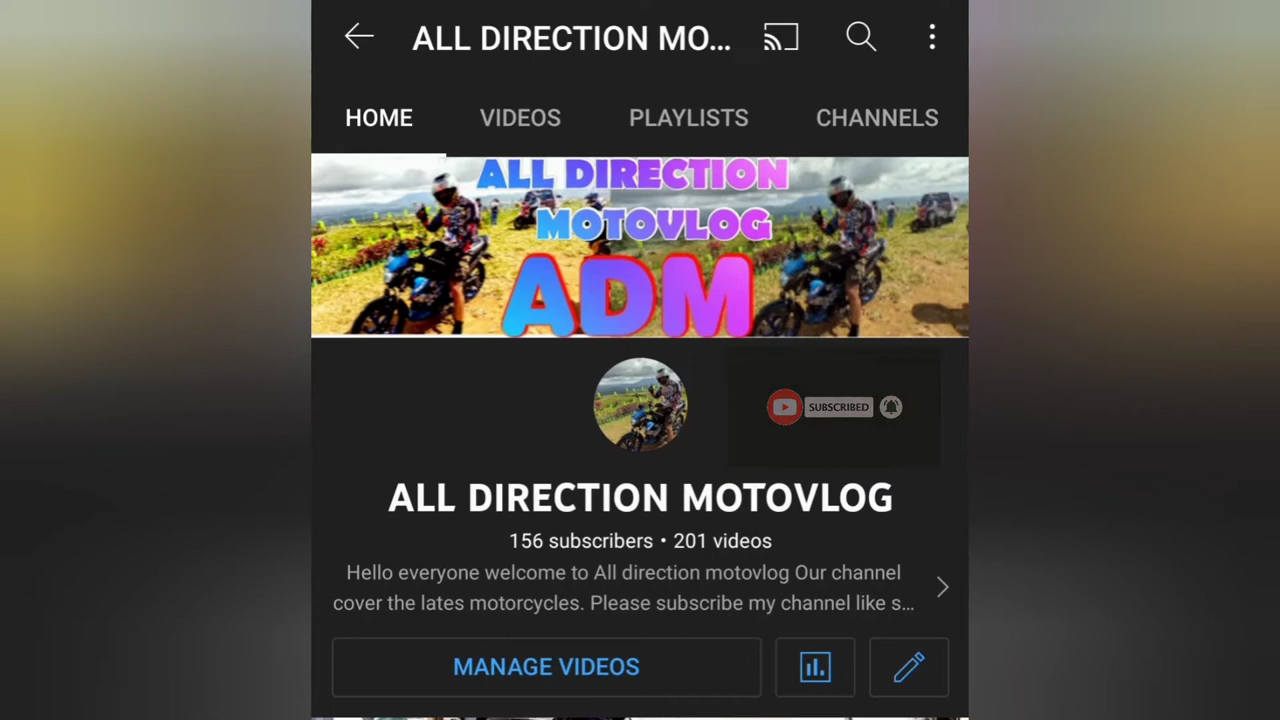 ALL DIRECTION MO...
HOME VIDEOS PLAYLISTS CHANNELS
ALL DIRECTION
MOTOVLOG
ADM
SUBSCRIBED
ALL DIRECTION MOTOVLOG
156 subscribers • 201 videos
Hello everyone welcome to All direction motovlog Our channel
cover the lates motorcycles. Please subscribe my channel like s...
MANAGE VIDEOS